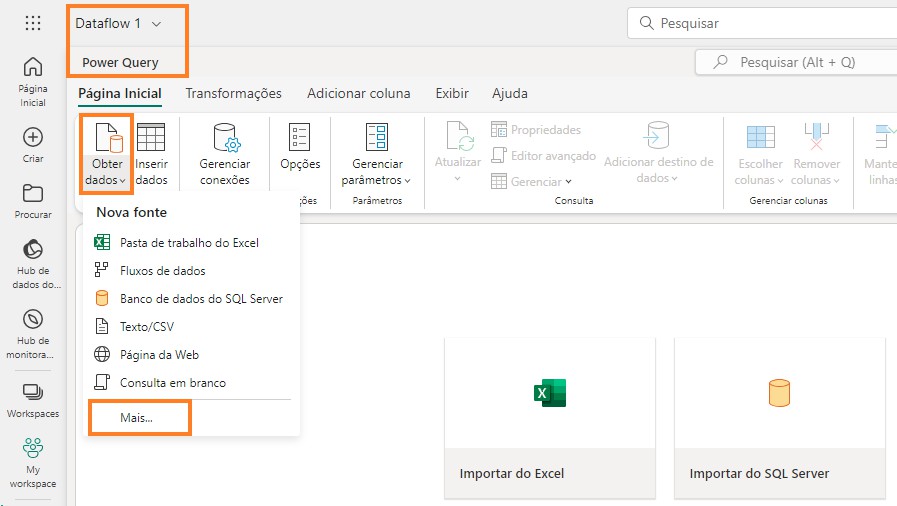 Dataflow 1
Pesquisar
Power Query
Pesquisar (Alt + Q)
Página Inicial
Transformações
Adicionar coluna
Exibir
Ajuda
Página
Inicial
Criar
Procurar
Hub de
dados do...
Hub de
monitora...
Workspaces
My
workspace
Obter
dados
Inserir
dados
Gerenciar
conexões
Opções
Gerenciar
parâmetros
Atualizar
Propriedades
Editor avançado
Gerenciar
Adicionar destino de
dados
Escolher
colunas
Remover
colunas
Mante
linhas
ções
Parâmetros
Consulta
Gerenciar colunas
Nova fonte
Pasta de trabalho do Excel
Fluxos de dados
Banco de dados do SQL Server
Texto/CSV
Página da Web
Consulta em branco
Mais...
Importar do Excel
Importar do SQL Server